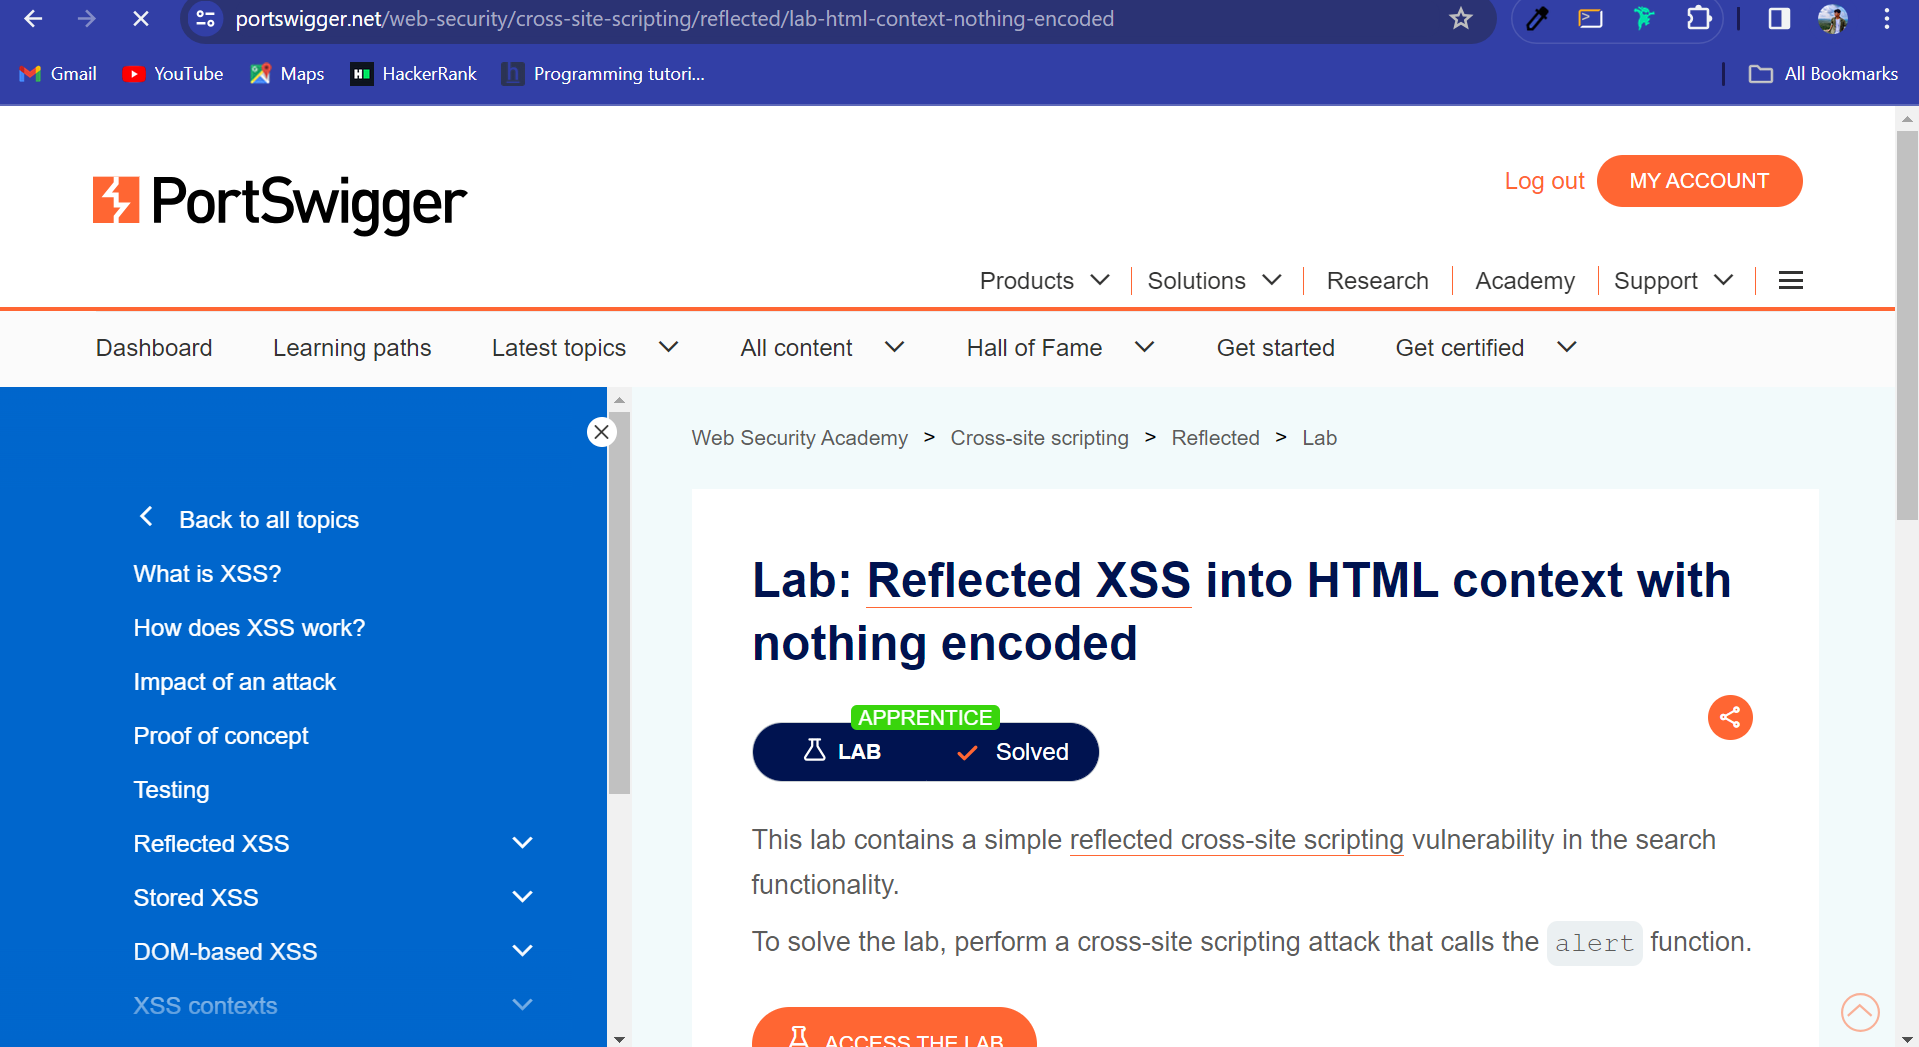 portswigger.net/web-security/cross-site-scripting/reflected/lab-html-context-nothing-encoded
Gmail YouTube Maps HackerRank Programming tutori... All Bookmarks
PortSwigger
Log out MY ACCOUNT
Products Solutions Research Academy Support
Dashboard Learning paths Latest topics All content Hall of Fame Get started Get certified
Back to all topics
What is XSS?
How does XSS work?
Impact of an attack
Proof of concept
Testing
Reflected XSS
Stored XSS
DOM-based XSS
XSS contexts
Web Security Academy > Cross-site scripting > Reflected > Lab
Lab: Reflected XSS into HTML context with
nothing encoded
APPRENTICE
LAB Solved
This lab contains a simple reflected cross-site scripting vulnerability in the search
functionality.
To solve the lab, perform a cross-site scripting attack that calls the alert function.
ACCESS THE LAB